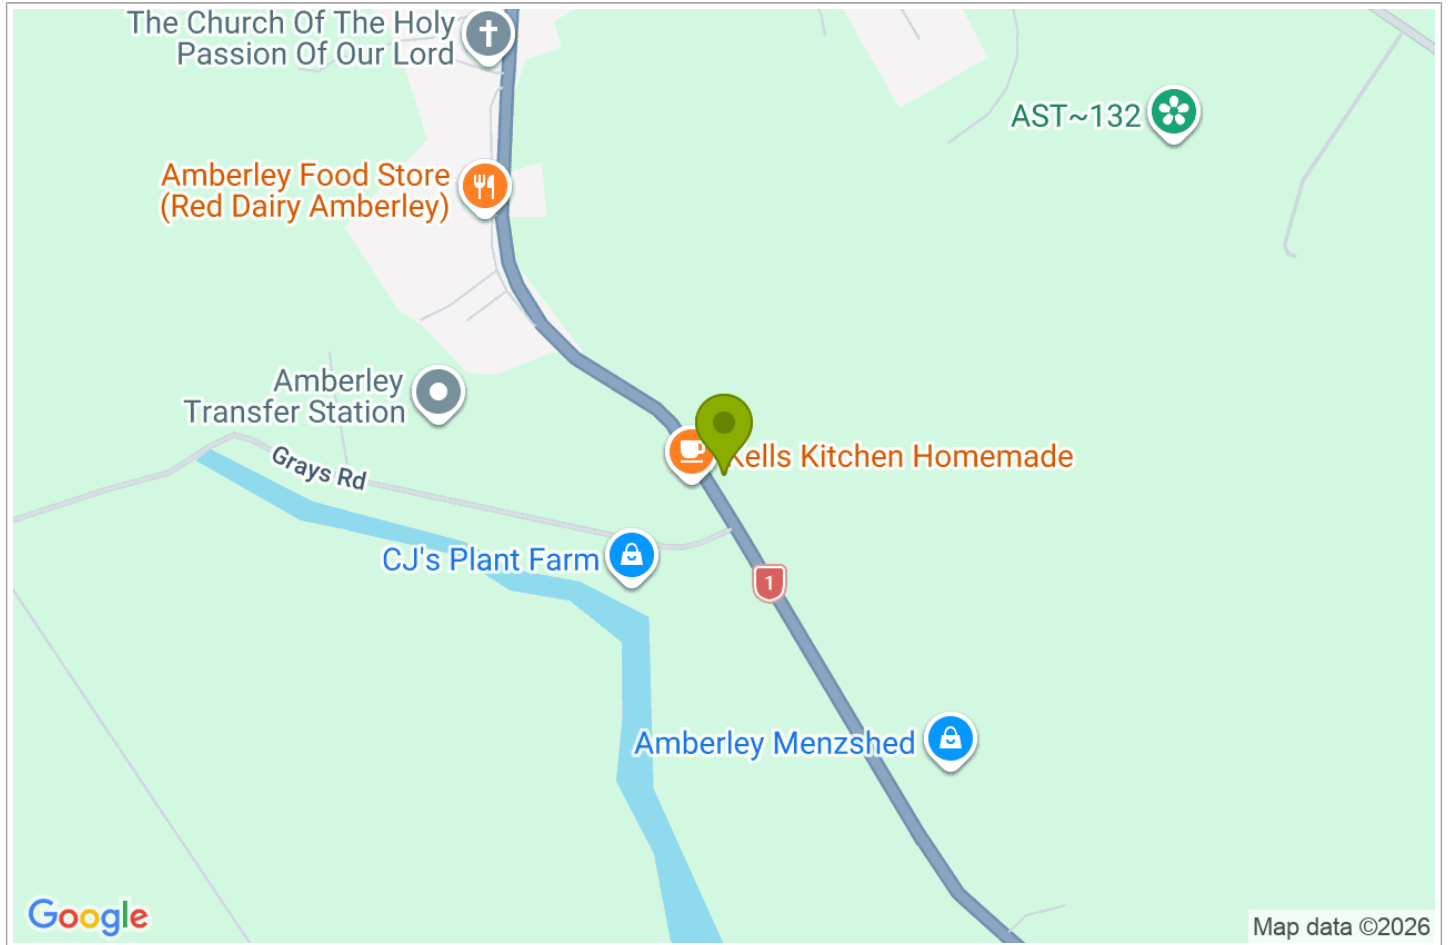 The Church Of The Holy
Passion Of Our Lord
AST~132
Amberley Food Store
(Red Dairy Amberley)
Amberley
Transfer Station
Grays Rd
Kells Kitchen Homemade
CJ's Plant Farm
1
Amberley Menzshed
Google
Map data ©2026